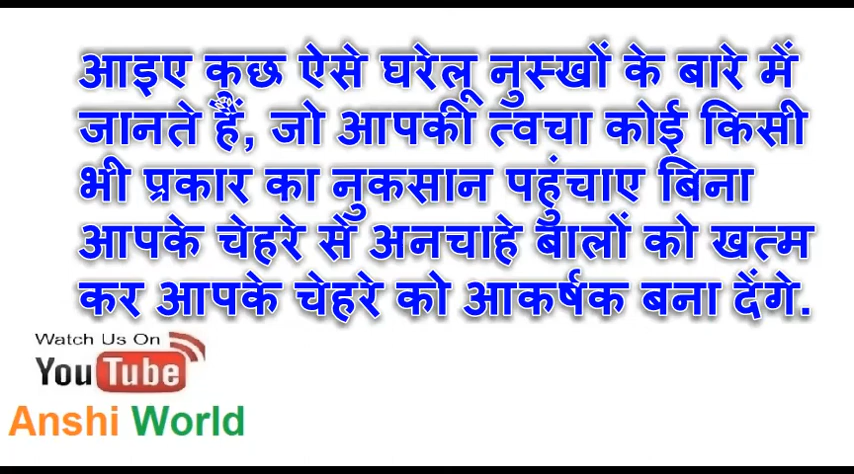 आइए कुछ ऐसे घरेलू नुस्खों के बारे में
जानते हैं, जो आपकी त्वचा कोई किसी
भी प्रकार का नुकसान पहुंचाए बिना
आपके चेहरे से अनचाहे बालों को खत्म
कर आपके चेहरे को आकर्षक बना देंगे.
Watch Us On
YouTube
Anshi World